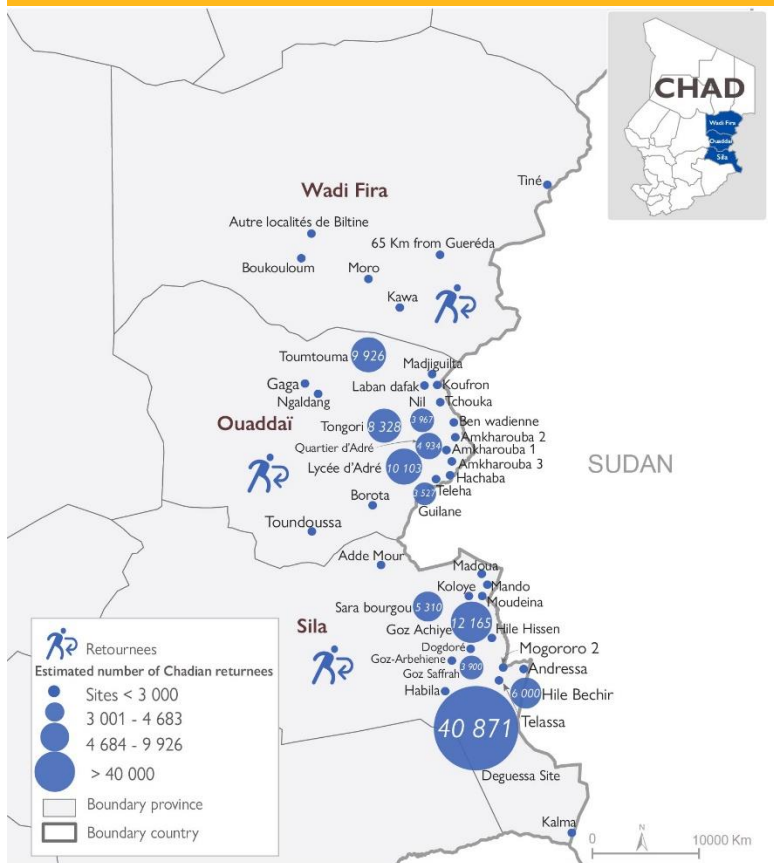 CHAD
Wadi Fira
Ouaddaï
Sila
Wadi Fira
Tiné
Autre localités de Biltine
65 Km from Gueréda
Boukouloum
Moro
Kawa
Toumtouma
9 926
Madjiguilta
Gaga
Laban dafak
Koufron
Ngaldang
Nil
Tchouka
Ouaddaï
Tongori
8 328
3 967
Ben wadienne
Amkharouba 2
Quartier d'Adré
4 934
Amkharouba 1
Lycée d'Adré
10 103
Amkharouba 3
SUDAN
Hachaba
Teleha
Borota
3 527
Guilane
Toundoussa
Adde Mour
Madoua
Koloye
Mando
Moudeina
Sara bourgou
5 310
Sila
Goz Achiye
12 165
Hile Hissen
Dogdoré
Mogororo 2
Goz-Arbehiene
3 900
Andressa
Goz Saffrah
Habila
6 000
Hile Bechir
Telassa
40 871
Deguessa Site
Kalma
Retournees
Estimated number of Chadian returnees
Sites < 3 000
3 001 - 4 683
4 684 - 9 926
> 40 000
Boundary province
Boundary country
N
0
10000 Km